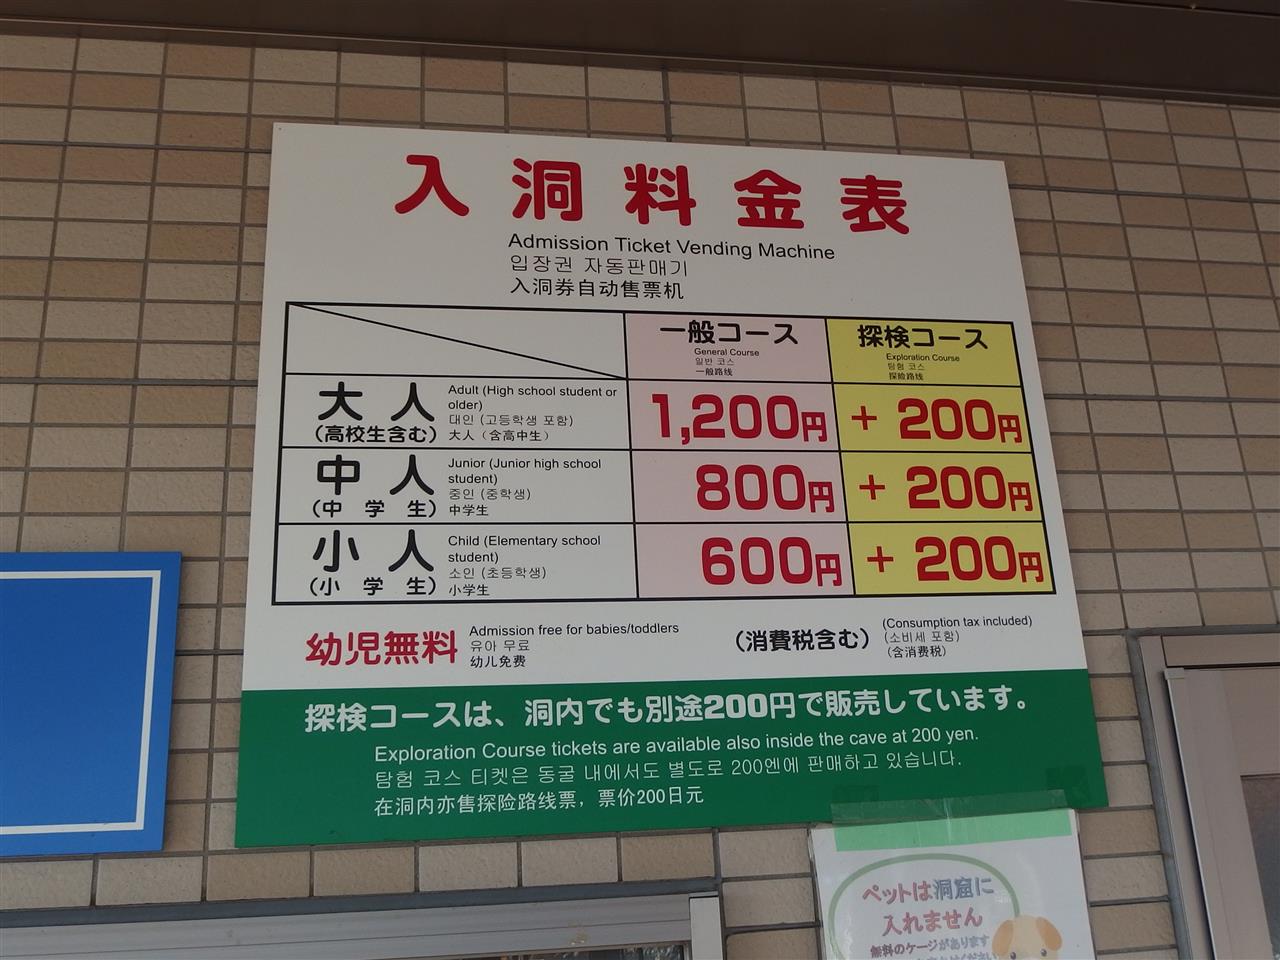 入洞料金表
Admission Ticket Vending Machine
입장권 자동판매기
入洞券自动售票机
一般コース
General Course
일반 코스
一般路线
探検コース
Exploration Course
탐험 코스
探险路线
大人
(高校生含む)
Adult (High school student or
older)
대인 (고등학생 포함)
大人（含高中生）
1,200円
+ 200円
中人
(中学生)
Junior (Junior high school
student)
중인 (중학생)
中学生
800円
+ 200円
小人
(小学生)
Child (Elementary school
student)
소인 (초등학생)
小学生
600円
+ 200円
幼児無料
Admission free for babies/toddlers
유아 무료
幼儿免费
(消費税含む)
(Consumption tax included)
(소비세 포함)
(含消费税)
探検コースは、洞内でも別途200円で販売しています。
Exploration Course tickets are available also inside the cave at 200 yen.
탐험 코스 티켓은 동굴 내에서도 별도로 200엔에 판매하고 있습니다.
在洞内亦售探险路线票，票价200日元
ペットは洞窟に
入れません
無料のケージがあります